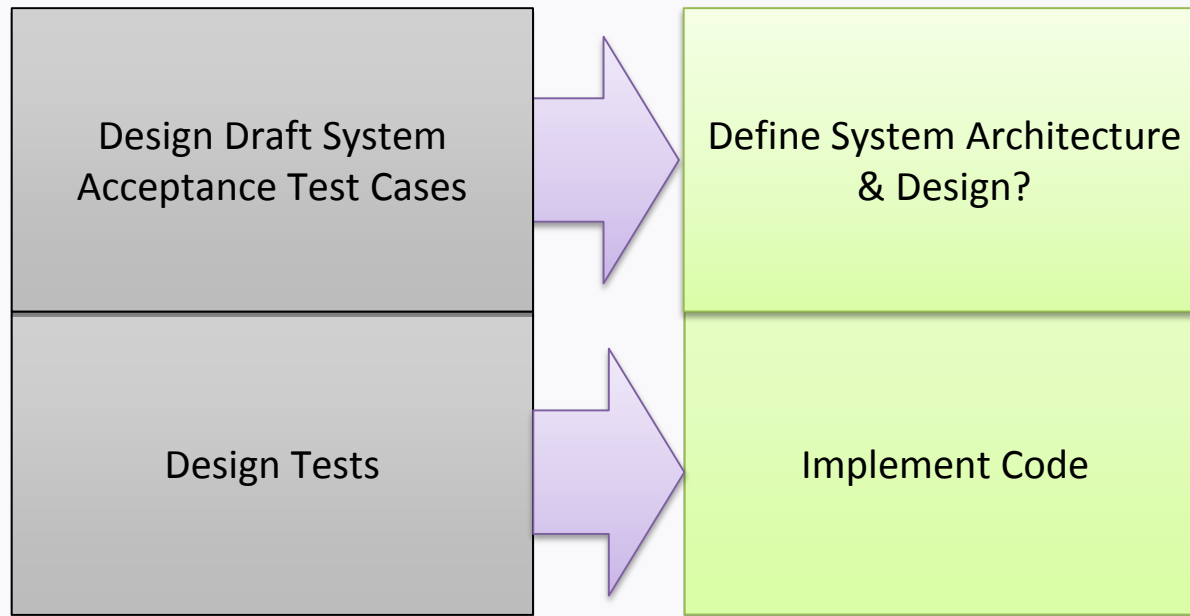 Design Draft System
Acceptance Test Cases
Define System Architecture
& Design?
Design Tests
Implement Code